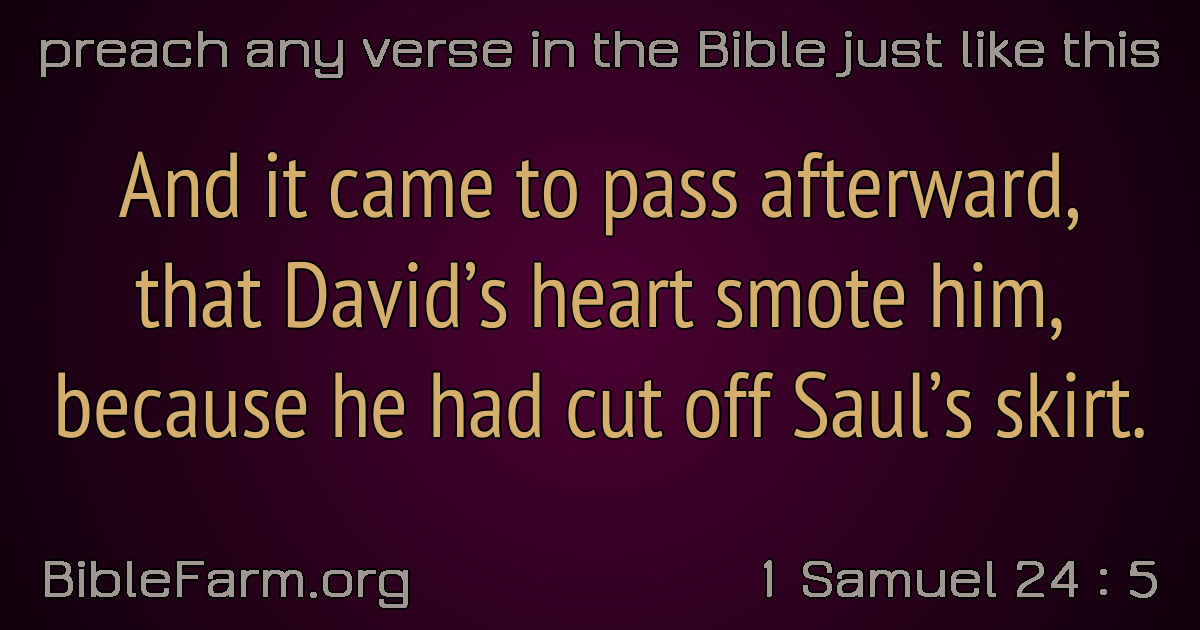 preach any verse in the Bible just like this
And it came to pass afterward,
that David’s heart smote him,
because he had cut off Saul’s skirt.
BibleFarm.org
1 Samuel 24 : 5